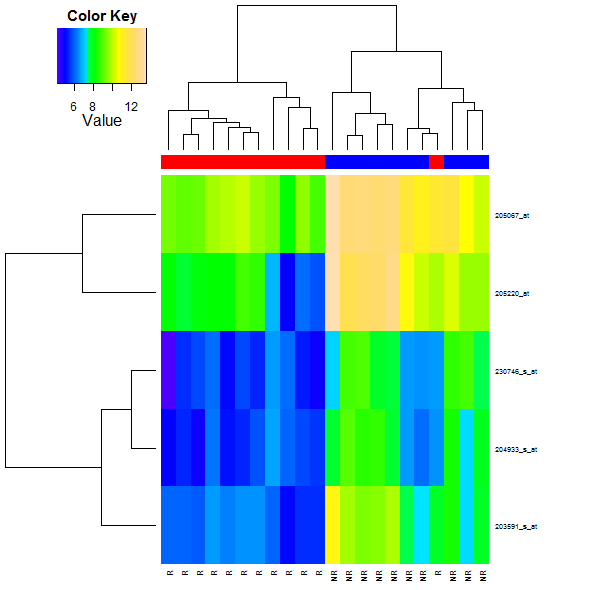 Color Key
6 8 12
Value
205067_at
205220_at
230746_s_at
204933_s_at
203591_s_at
R R R R R R R R R R R NR NR NR NR NR NR NR R NR NR NR